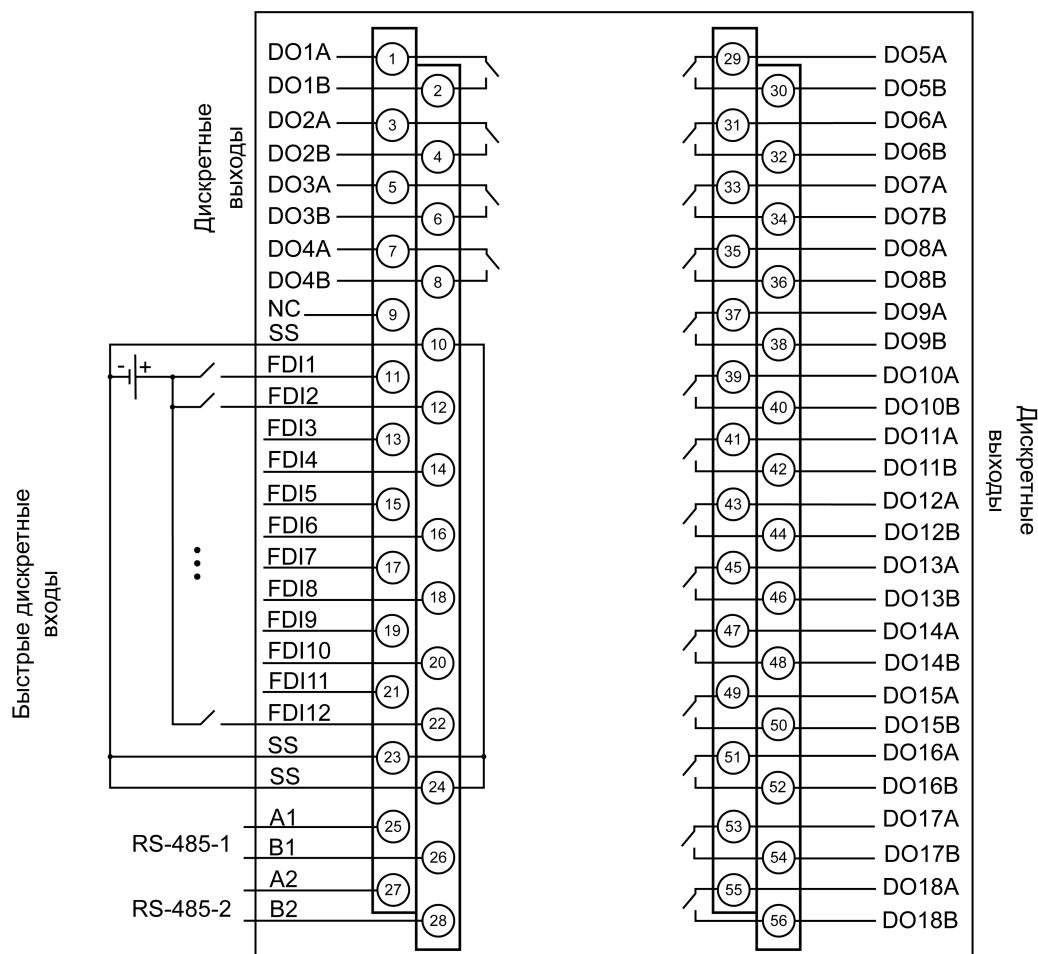 Дискретные
выходы
DO1A 1
DO1B 2
DO2A 3
DO2B 4
DO3A 5
DO3B 6
DO4A 7
DO4B 8
NC 9
SS 10
- +
FDI1 11
FDI2 12
FDI3 13
FDI4 14
FDI5 15
FDI6 16
FDI7 17
FDI8 18
FDI9 19
FDI10 20
FDI11 21
FDI12 22
SS 23
SS 24
Быстрые дискретные
входы
RS-485-1
A1 25
B1 26
RS-485-2
A2 27
B2 28
29 DO5A
30 DO5B
31 DO6A
32 DO6B
33 DO7A
34 DO7B
35 DO8A
36 DO8B
37 DO9A
38 DO9B
39 DO10A
40 DO10B
41 DO11A
42 DO11B
43 DO12A
44 DO12B
45 DO13A
46 DO13B
47 DO14A
48 DO14B
49 DO15A
50 DO15B
51 DO16A
52 DO16B
53 DO17A
54 DO17B
55 DO18A
56 DO18B
Дискретные
выходы